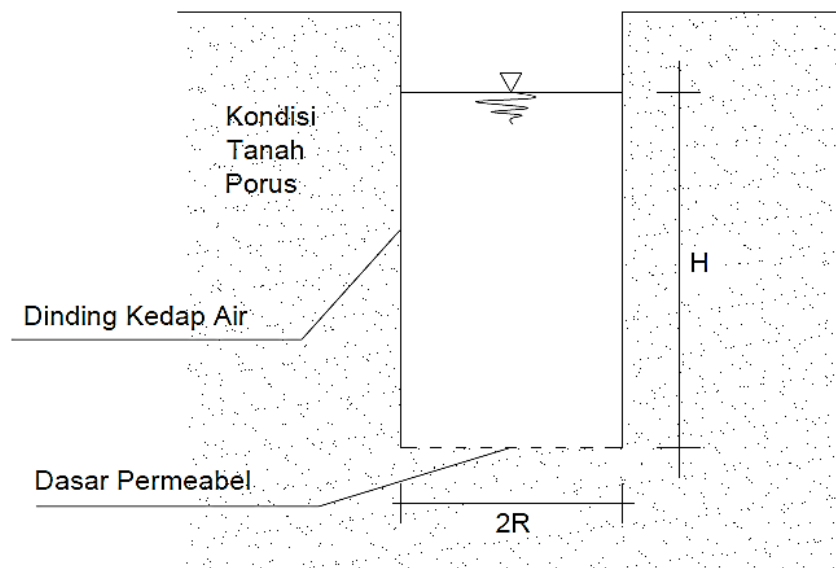 Kondisi
Tanah
Porus
H
Dinding Kedap Air
Dasar Permeabel
2R